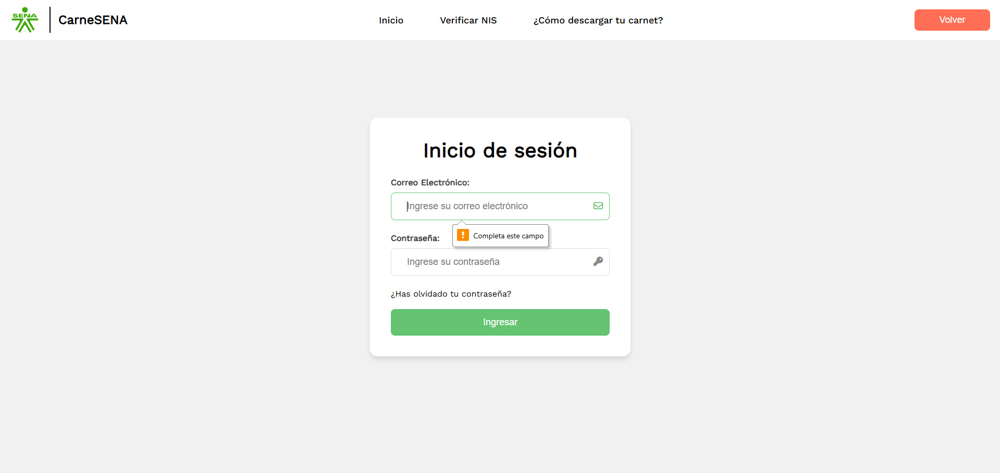 SENA
CarneSENA
Inicio
Verificar NIS
¿Cómo descargar tu carnet?
Volver
Inicio de sesión
Correo Electrónico:
Ingrese su correo electrónico
Completa este campo
Contraseña:
Ingrese su contraseña
¿Has olvidado tu contraseña?
Ingresar